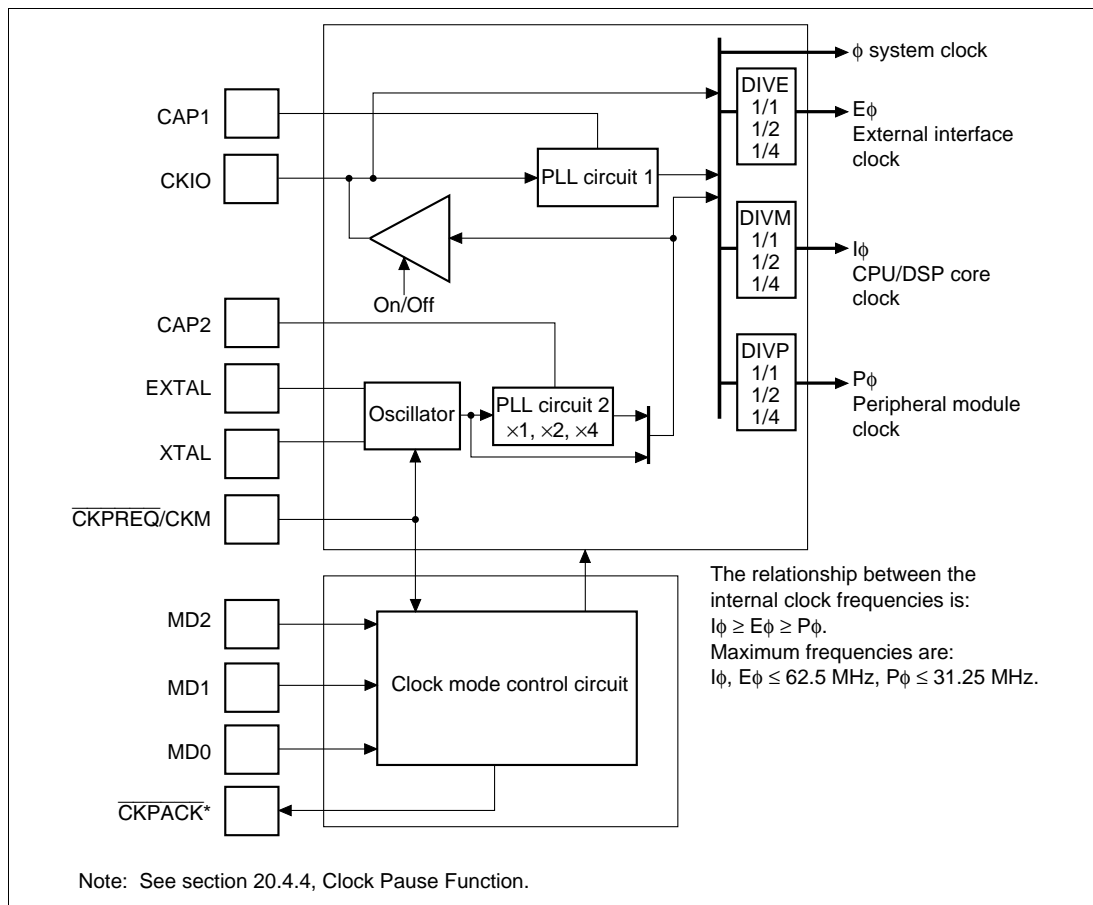 φ system clock
CAP1
DIVE
1/1
1/2
1/4
Eφ
External interface
clock
CKIO
PLL circuit 1
DIVM
1/1
1/2
1/4
Iφ
CPU/DSP core
clock
On/Off
CAP2
EXTAL
Oscillator
PLL circuit 2
×1, ×2, ×4
XTAL
DIVP
1/1
1/2
1/4
Pφ
Peripheral module
clock
CKPREQ/CKM
The relationship between the
internal clock frequencies is:
Iφ ≥ Eφ ≥ Pφ.
Maximum frequencies are:
Iφ, Eφ ≤ 62.5 MHz, Pφ ≤ 31.25 MHz.
MD2
MD1
Clock mode control circuit
MD0
CKPACK*
Note: See section 20.4.4, Clock Pause Function.